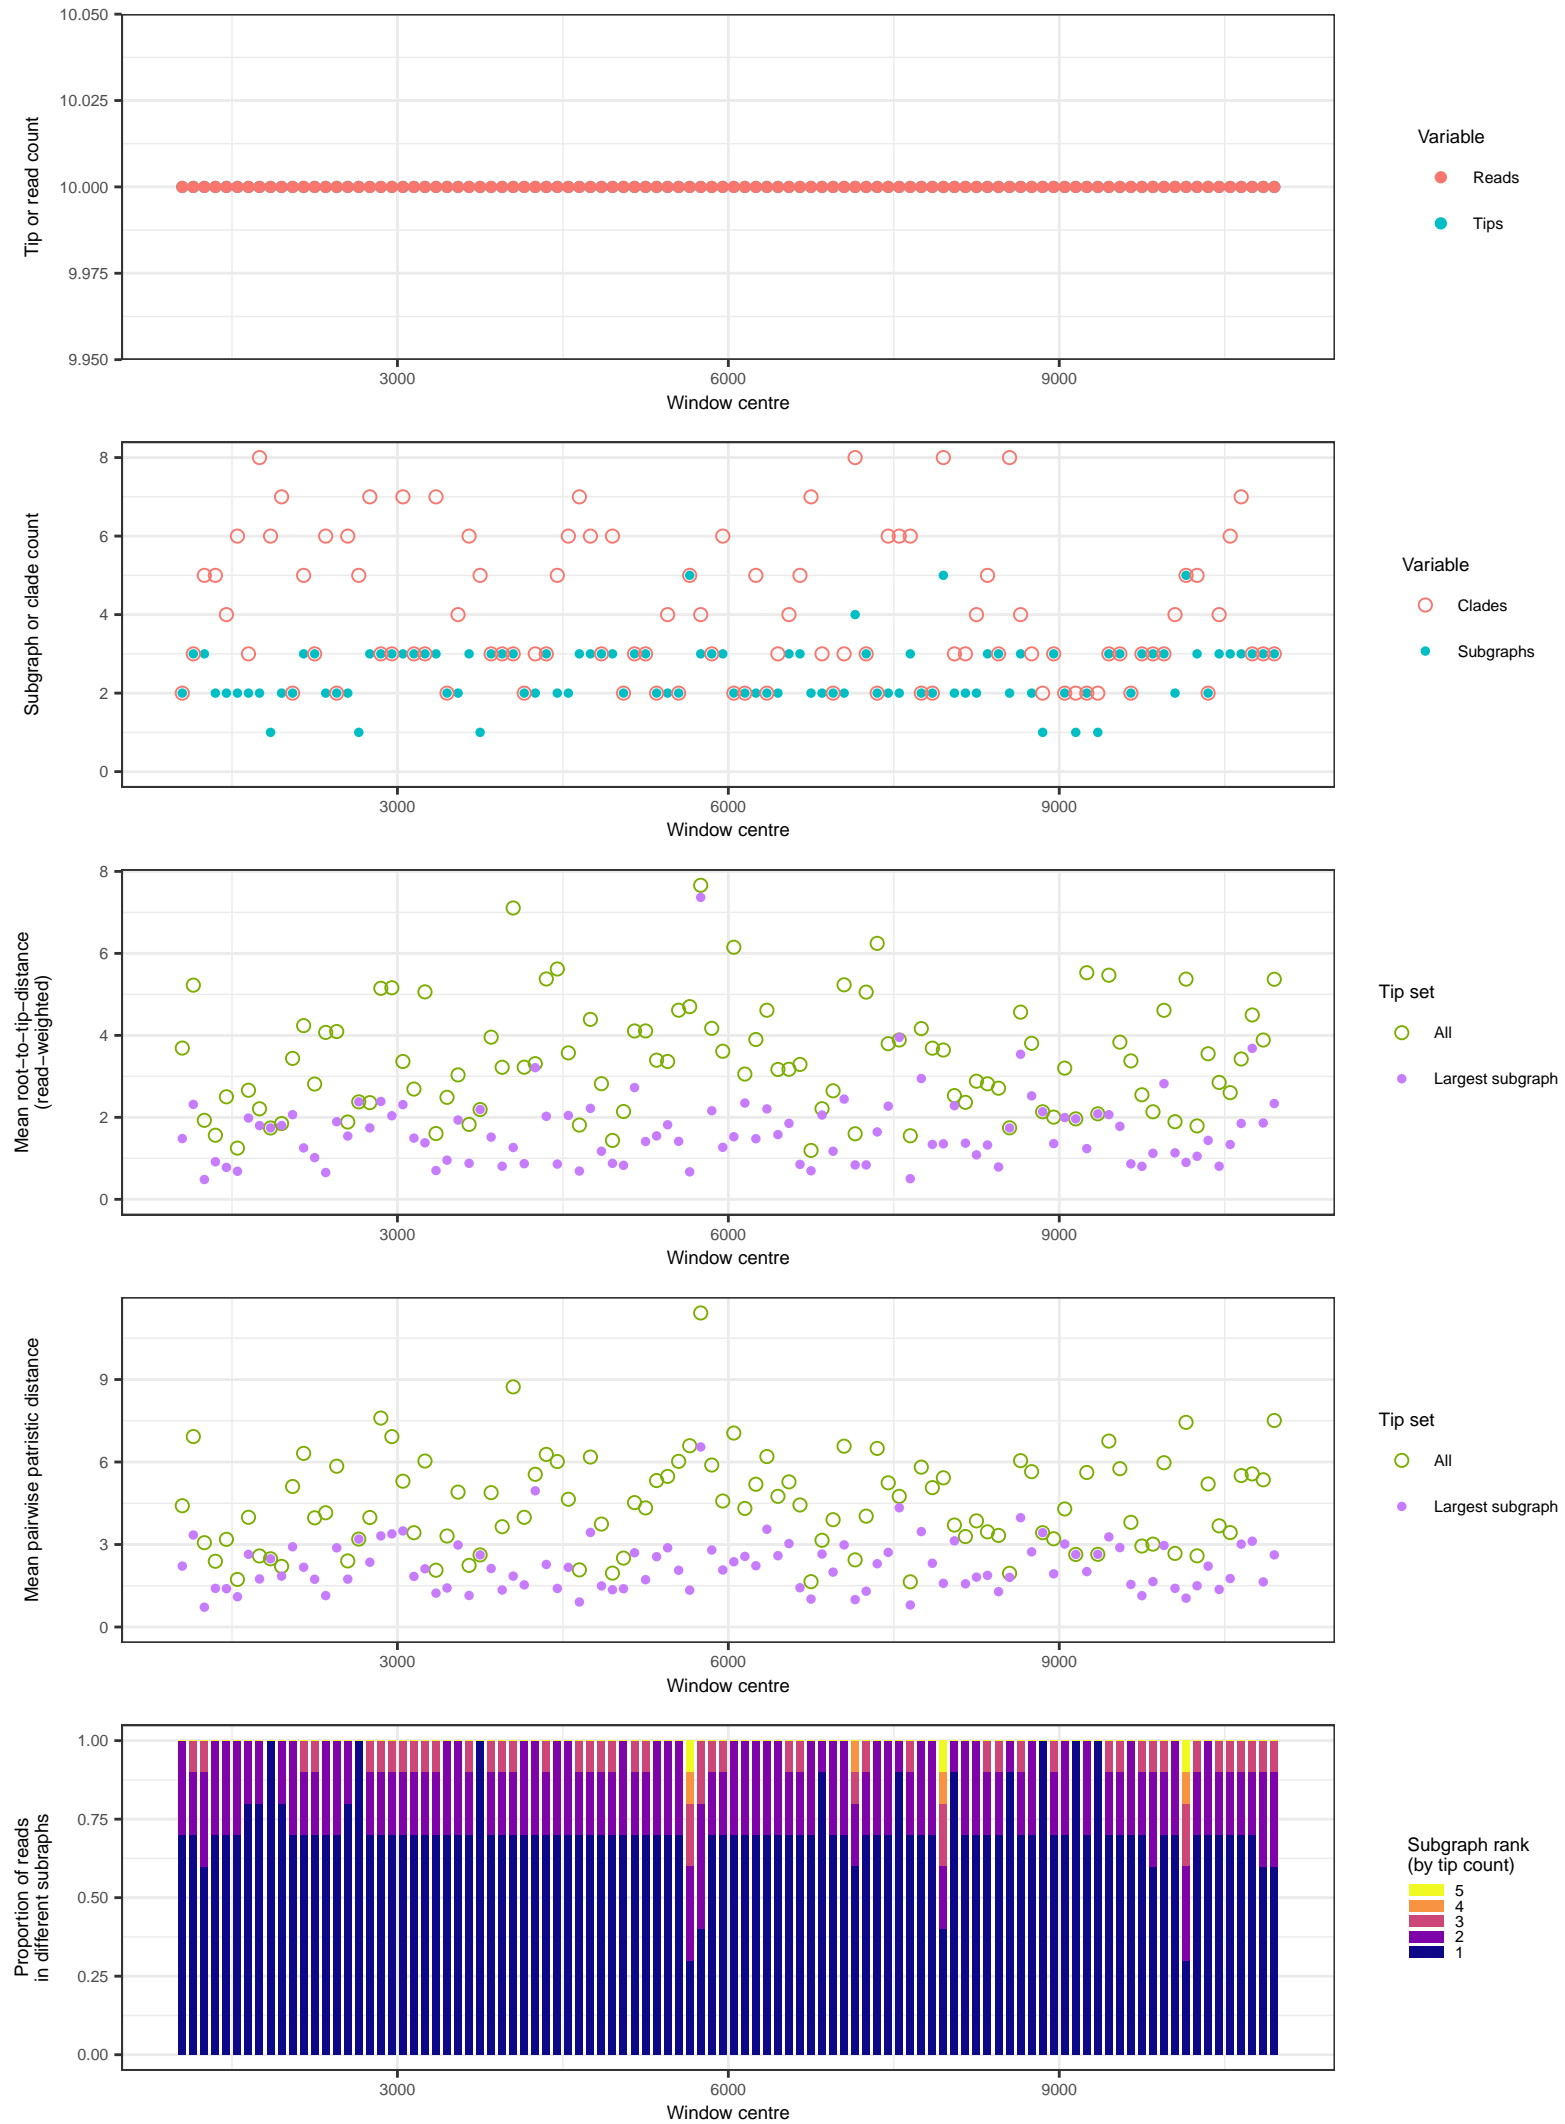 10.050
10.025
10.000
9.975
9.950
Tip or read count
3000
6000
9000
Window centre
Variable
Reads
Tips
8
6
4
2
0
Subgraph or clade count
3000
6000
9000
Window centre
Variable
Clades
Subgraphs
8
6
4
2
0
Mean root−to−tip−distance
(read−weighted)
3000
6000
9000
Window centre
Tip set
All
Largest subgraph
9
6
3
0
Mean pairwise patristic distance
3000
6000
9000
Window centre
Tip set
All
Largest subgraph
1.00
0.75
0.50
0.25
0.00
Proportion of reads
in different subraphs
3000
6000
9000
Window centre
Subgraph rank
(by tip count)
5
4
3
2
1